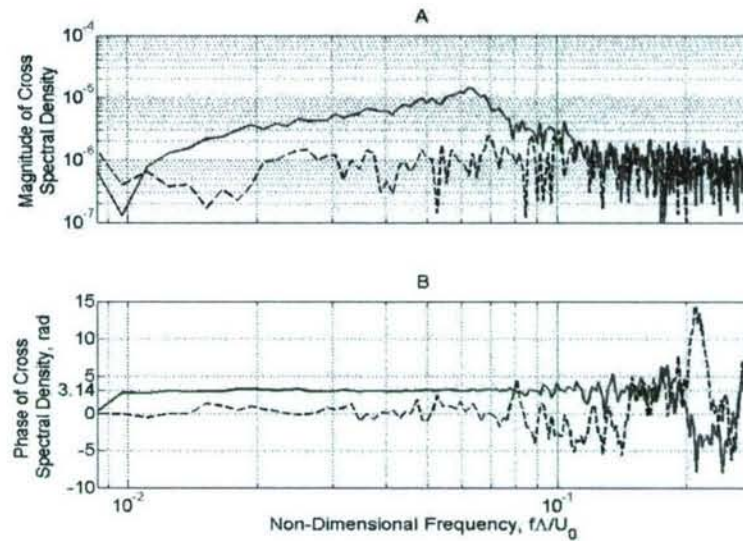 A
Magnitude of Cross
Spectral Density
10^-4
10^-5
10^-6
10^-7
B
Phase of Cross
Spectral Density, rad
15
10
5
3.14
0
-5
-10
10^-2
10^-1
Non-Dimensional Frequency, fΛ/U_0